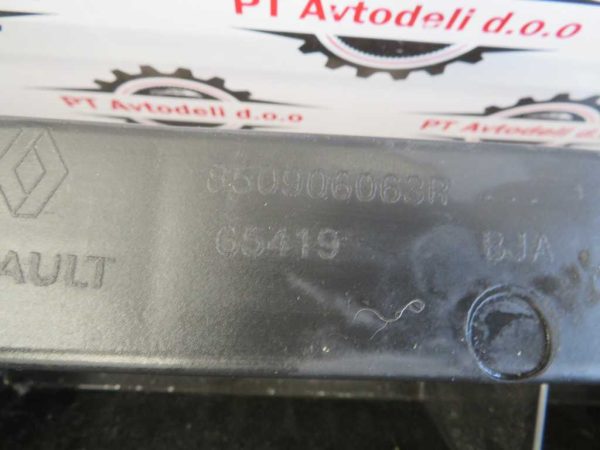 PT Avtodeli d.o.o
PT Avtodeli d.o.o
PT Avtodeli d.o.o
850906063R
65419 BJA
AULT